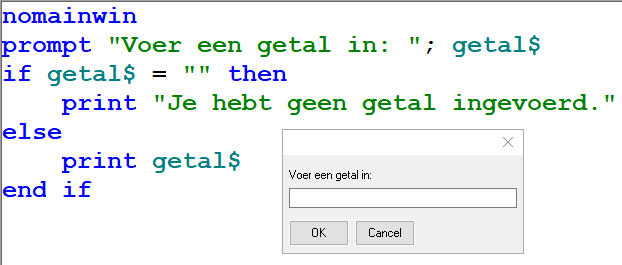 nomainwin
prompt "Voer een getal in: "; getal$
if getal$ = "" then
    print "Je hebt geen getal ingevoerd."
else
    print getal$
end if
Voer een getal in:
OK Cancel